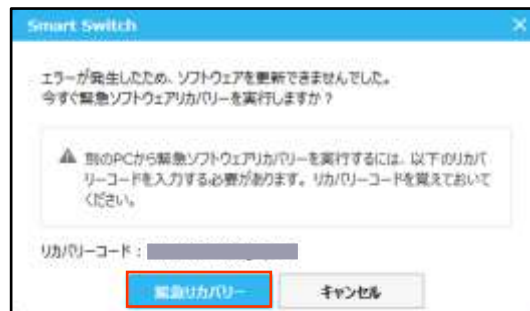 Smart Switch
エラーが発生したため、ソフトウェアを更新できませんでした。
今すぐ緊急ソフトウェアリカバリーを実行しますか？
別のPCから緊急ソフトウェアリカバリーを実行するには、以下のリカバ
リーコードを入力する必要があります。リカバリーコードを覚えておいて
ください。
リカバリーコード：
緊急リカバリー
キャンセル